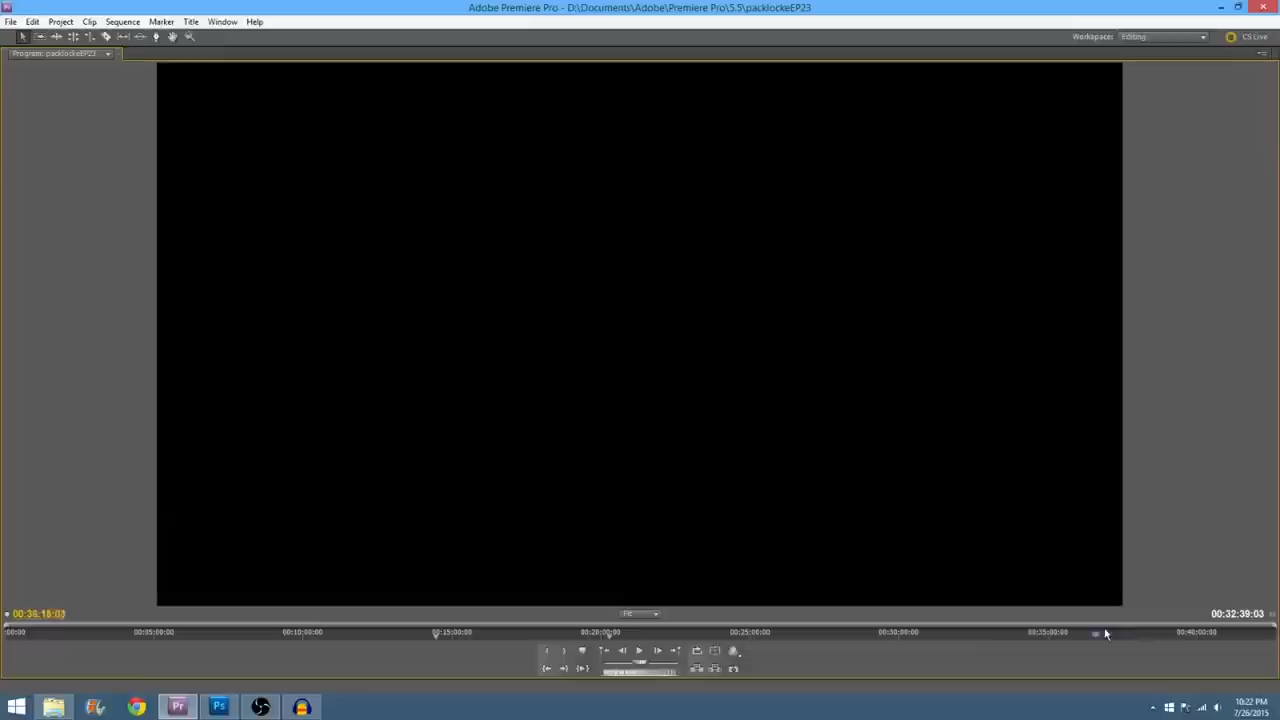 Adobe Premiere Pro - D:\Documents\Adobe\Premiere Pro\5.5\packlockeEP23
File Edit Project Clip Sequence Marker Title Window Help
Workspace: Editing CS Live
Program: packlockeEP23
00:36:18:03 Fit 00:32:39:03
:00:00 00:05:00:00 00:10:00:00 00:15:00:00 00:20:00:00 00:25:00:00 00:30:00:00 00:35:00:00 00:40:00:00
Pr Ps
10:22 PM
7/26/2015